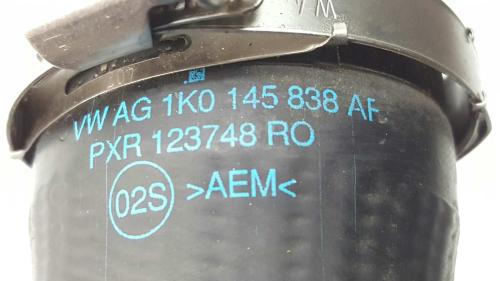 VW AG 1K0 145 838 AF
PXR 123748 RO
02S >AEM<